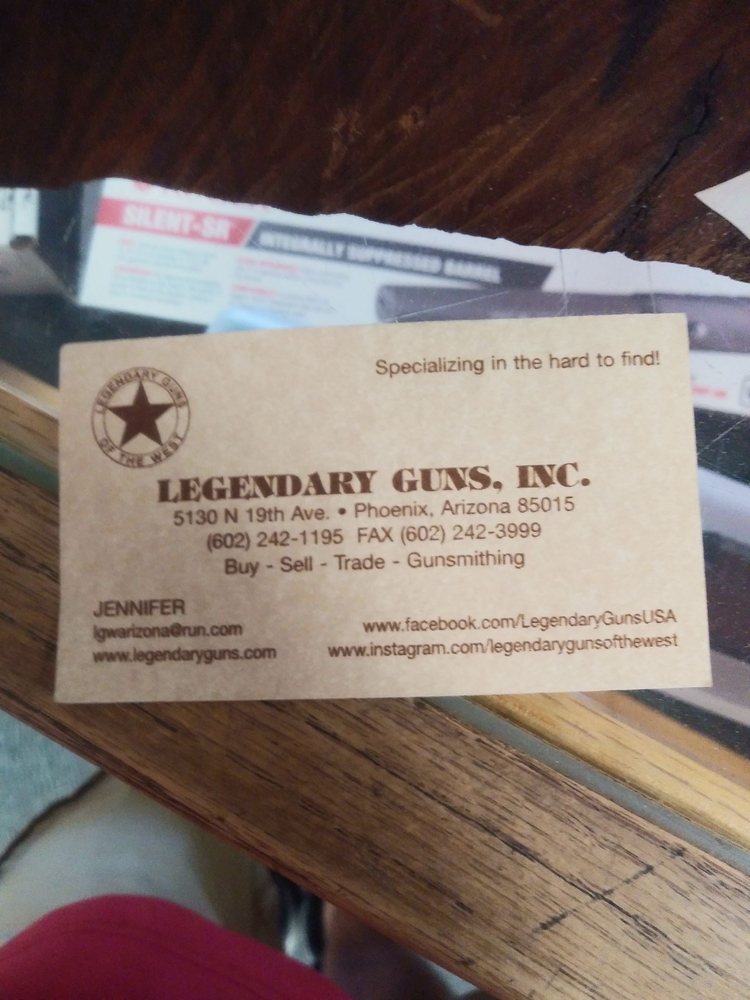 SILENT-SR
INTEGRALLY SUPPRESSED BARREL
Specializing in the hard to find!
LEGENDARY GUNS
OF THE WEST
LEGENDARY GUNS, INC.
5130 N 19th Ave. • Phoenix, Arizona 85015
(602) 242-1195 FAX (602) 242-3999
Buy - Sell - Trade - Gunsmithing
JENNIFER
lgwarizona@run.com
www.legendaryguns.com
www.facebook.com/LegendaryGunsUSA
www.instagram.com/legendarygunsofthewest